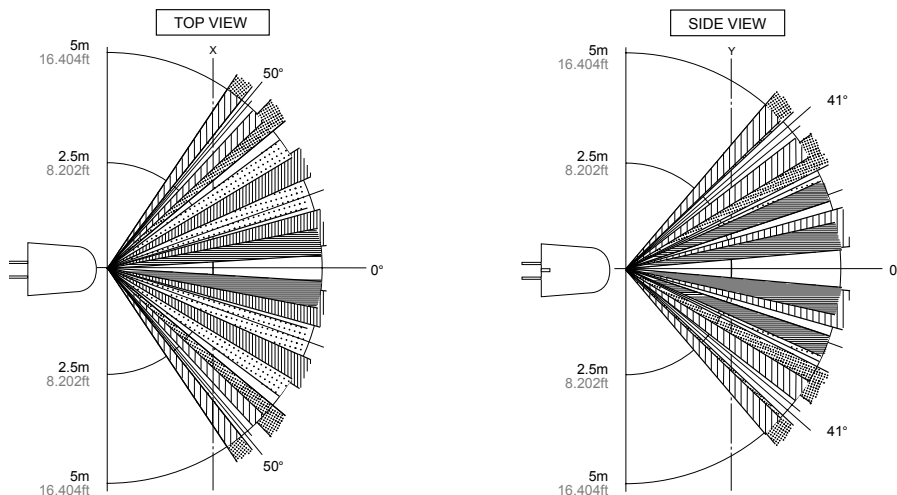 TOP VIEW
X
5m
16.404ft
50°
2.5m
8.202ft
0°
2.5m
8.202ft
50°
5m
16.404ft
SIDE VIEW
Y
5m
16.404ft
41°
2.5m
8.202ft
0
2.5m
8.202ft
41°
5m
16.404ft